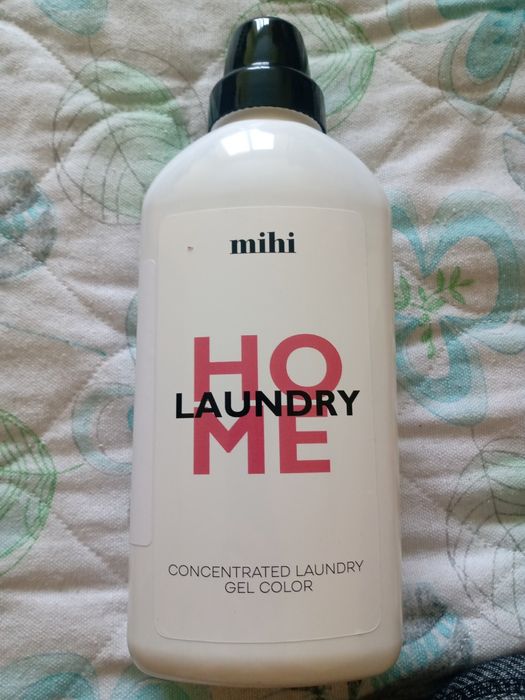 mihi
HO
LAUNDRY
ME
CONCENTRATED LAUNDRY
GEL COLOR